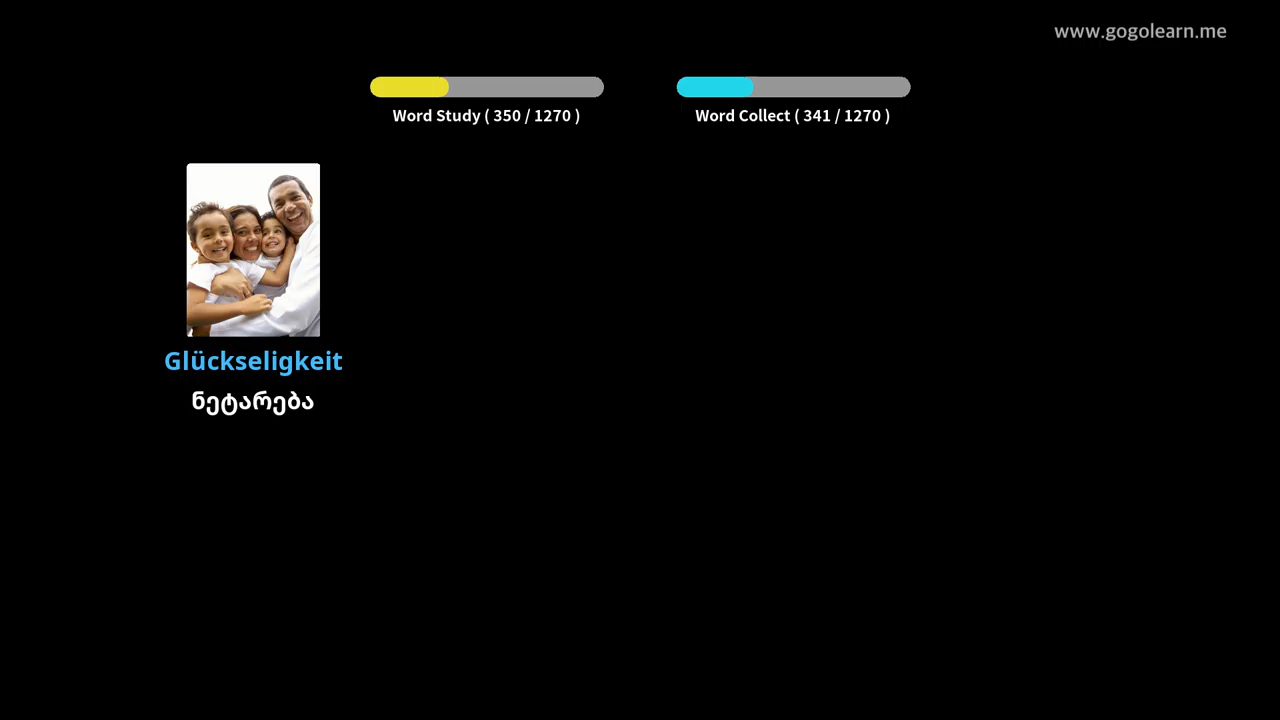 www.gogolearn.me
Word Study ( 350 / 1270 )
Word Collect ( 341 / 1270 )
Glückseligkeit
ნეტარება